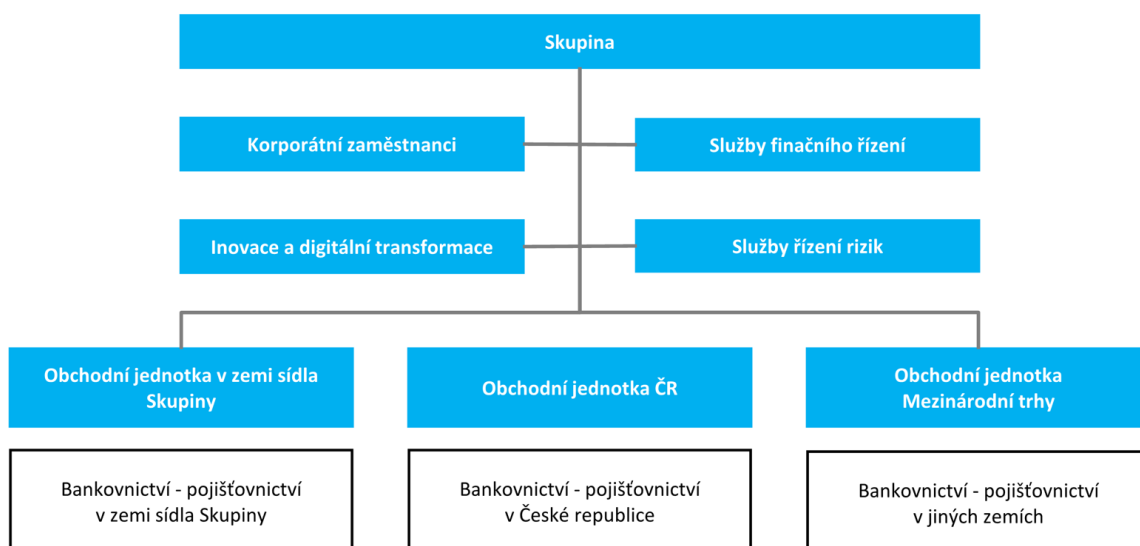 Skupina
Korporátní zaměstnanci
Služby finačního řízení
Inovace a digitální transformace
Služby řízení rizik
Obchodní jednotka v zemi sídla
Skupiny
Obchodní jednotka ČR
Obchodní jednotka
Mezinárodní trhy
Bankovnictví - pojišťovnictví
v zemi sídla Skupiny
Bankovnictví - pojišťovnictví
v České republice
Bankovnictví - pojišťovnictví
v jiných zemích